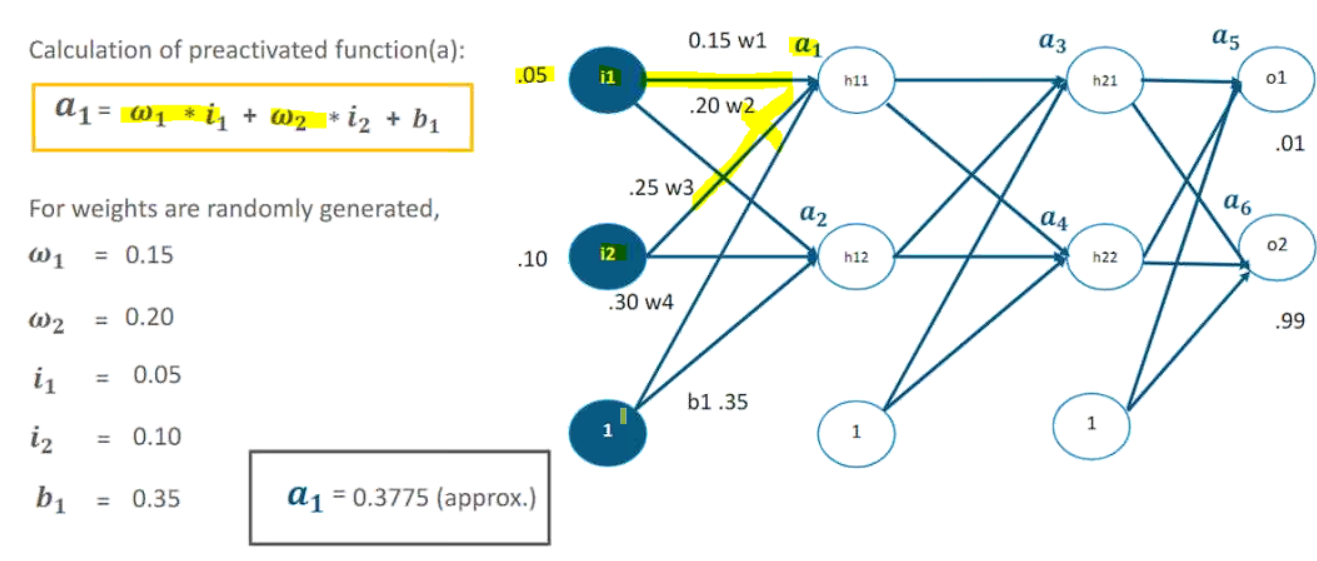 Calculation of preactivated function(a):
a₁= ω₁ * i₁ + ω₂ * i₂ + b₁
For weights are randomly generated,
ω₁ = 0.15
ω₂ = 0.20
i₁ = 0.05
i₂ = 0.10
b₁ = 0.35
a₁ = 0.3775 (approx.)
0.15 w1
a₁
a₃
a₅
.05
i1
h11
h21
o1
.20 w2
.01
.25 w3
a₂
a₄
a₆
.10
i2
h12
h22
o2
.30 w4
.99
b1 .35
1
1
1